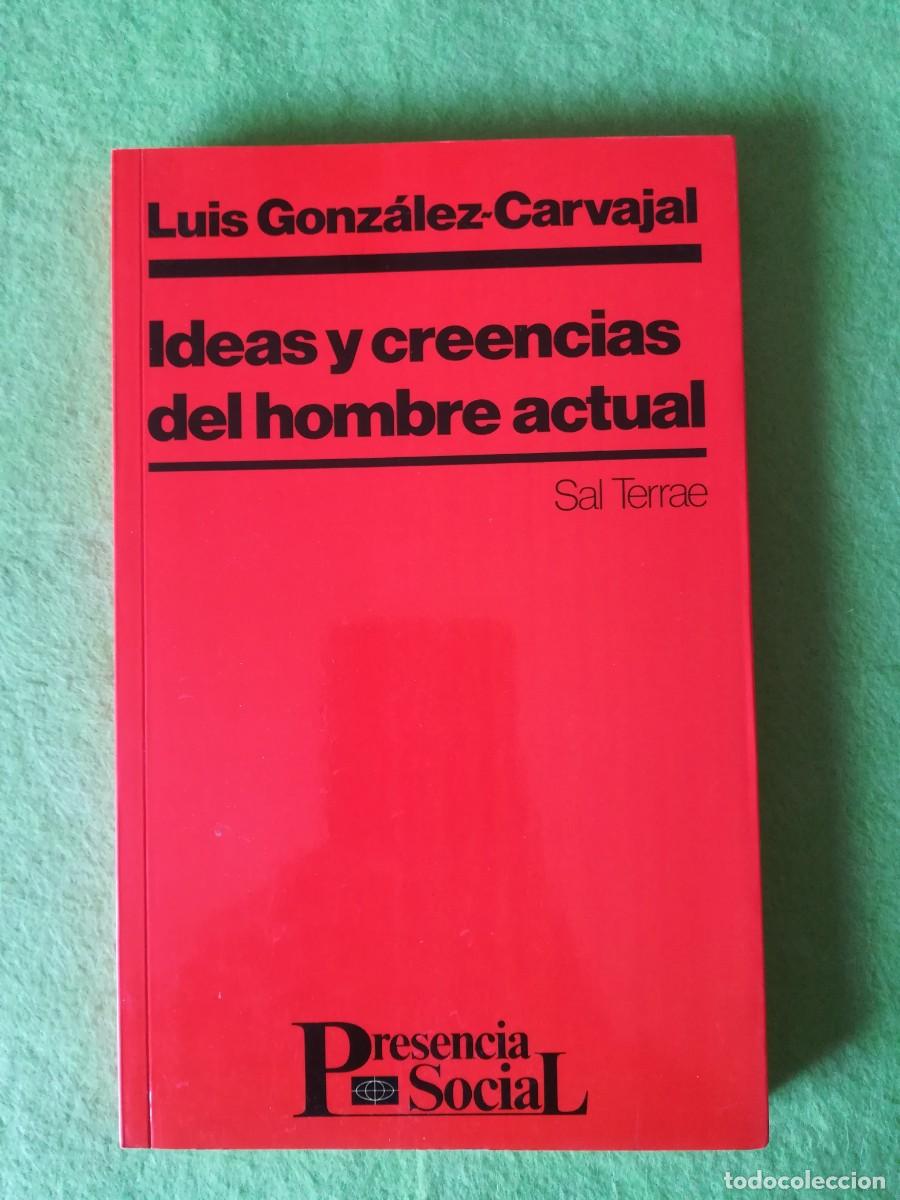 Luis González-Carvajal
Ideas y creencias
del hombre actual
Sal Terrae
Presencia
SociaL
todocoleccion